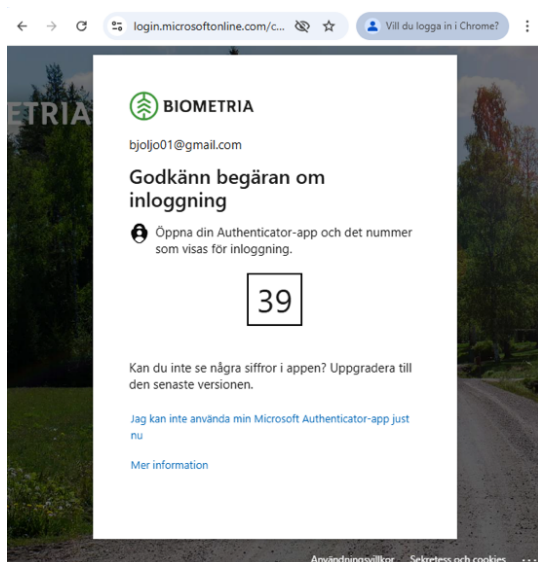 login.microsoftonline.com/c...
Vill du logga in i Chrome?
ETRIA
BIOMETRIA
bjoljo01@gmail.com
Godkänn begäran om
inloggning
Öppna din Authenticator-app och det nummer
som visas för inloggning.
39
Kan du inte se några siffror i appen? Uppgradera till
den senaste versionen.
Jag kan inte använda min Microsoft Authenticator-app just
nu
Mer information
Användningsvillkor Sekretess och cookies ...